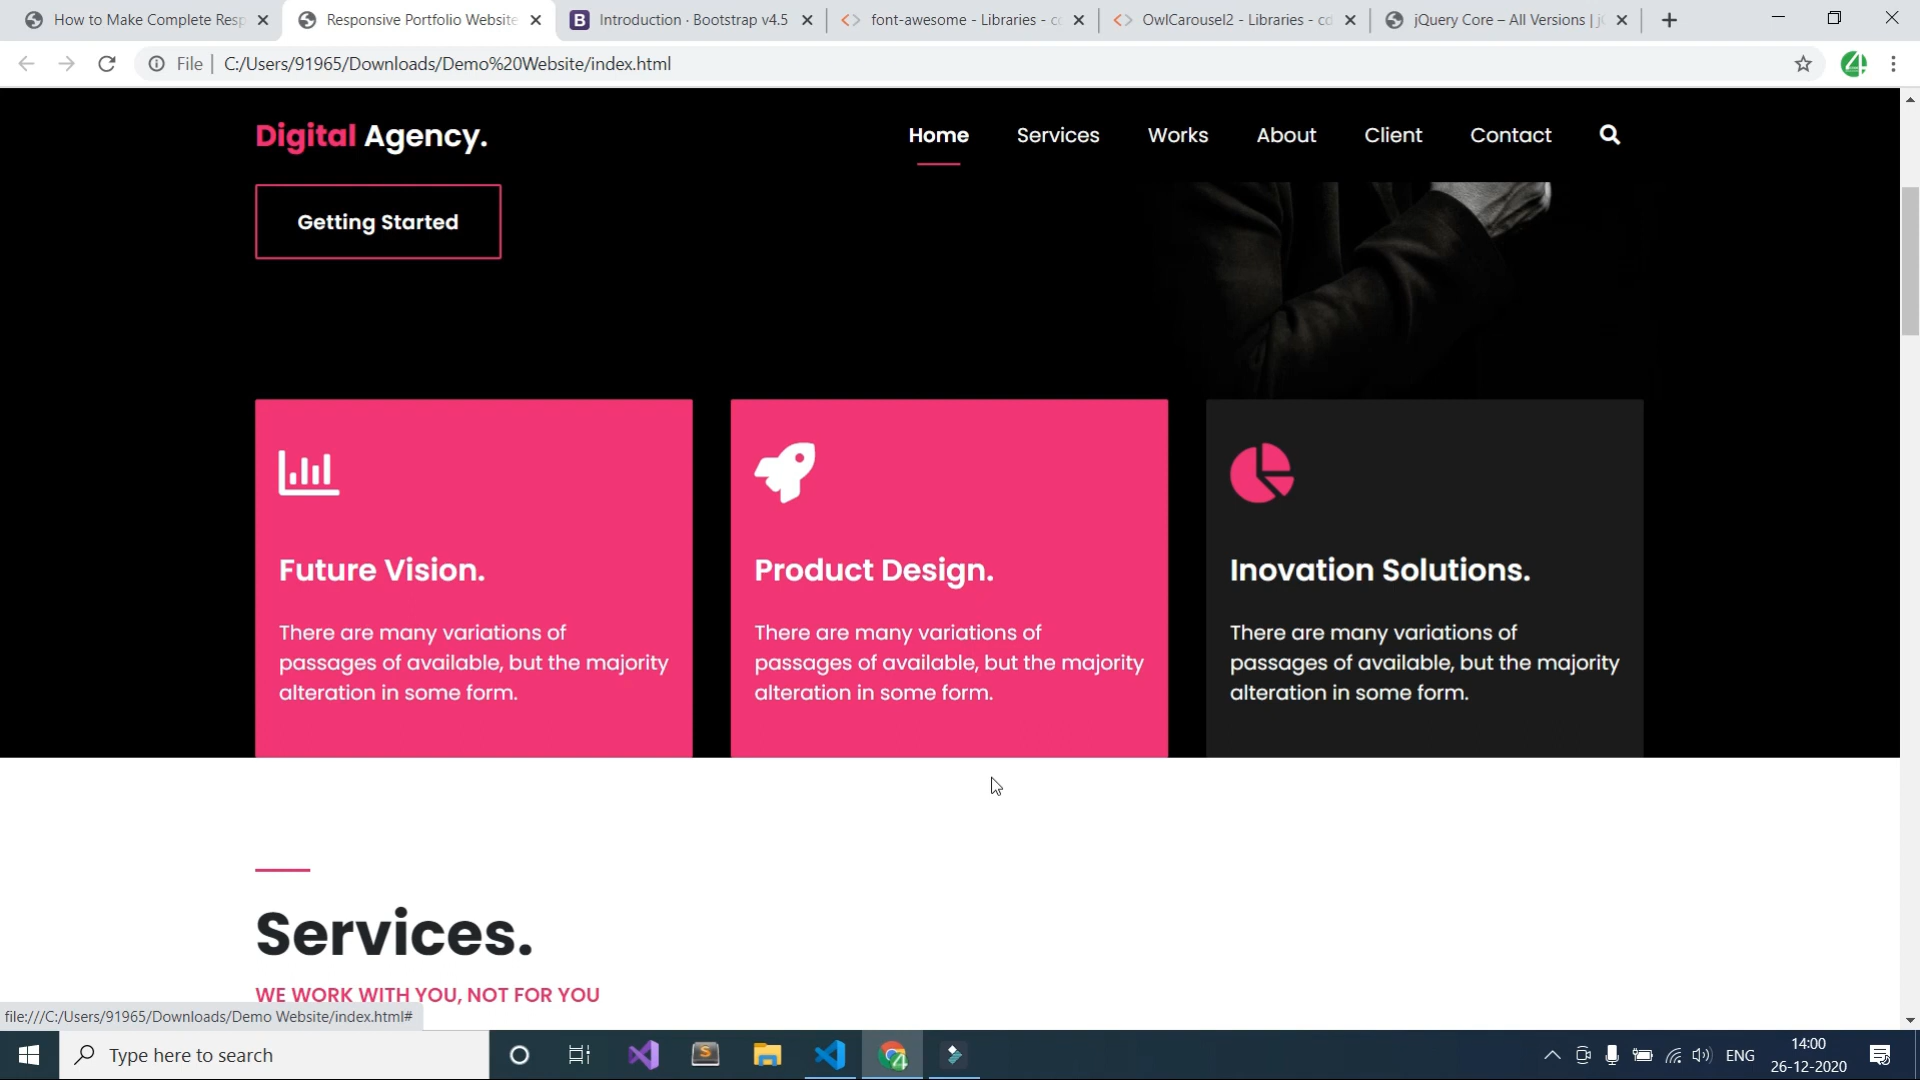 How to Make Complete Resp
Responsive Portfolio Website
Introduction · Bootstrap v4.5
font-awesome - Libraries - cd
OwlCarousel2 - Libraries - cd
jQuery Core – All Versions | j
File
C:/Users/91965/Downloads/Demo%20Website/index.html
Digital Agency.
Home
Services
Works
About
Client
Contact
Getting Started
Future Vision.
There are many variations of
passages of available, but the majority
alteration in some form.
Product Design.
There are many variations of
passages of available, but the majority
alteration in some form.
Inovation Solutions.
There are many variations of
passages of available, but the majority
alteration in some form.
Services.
WE WORK WITH YOU, NOT FOR YOU
file:///C:/Users/91965/Downloads/Demo Website/index.html#
Type here to search
ENG
14:00
26-12-2020